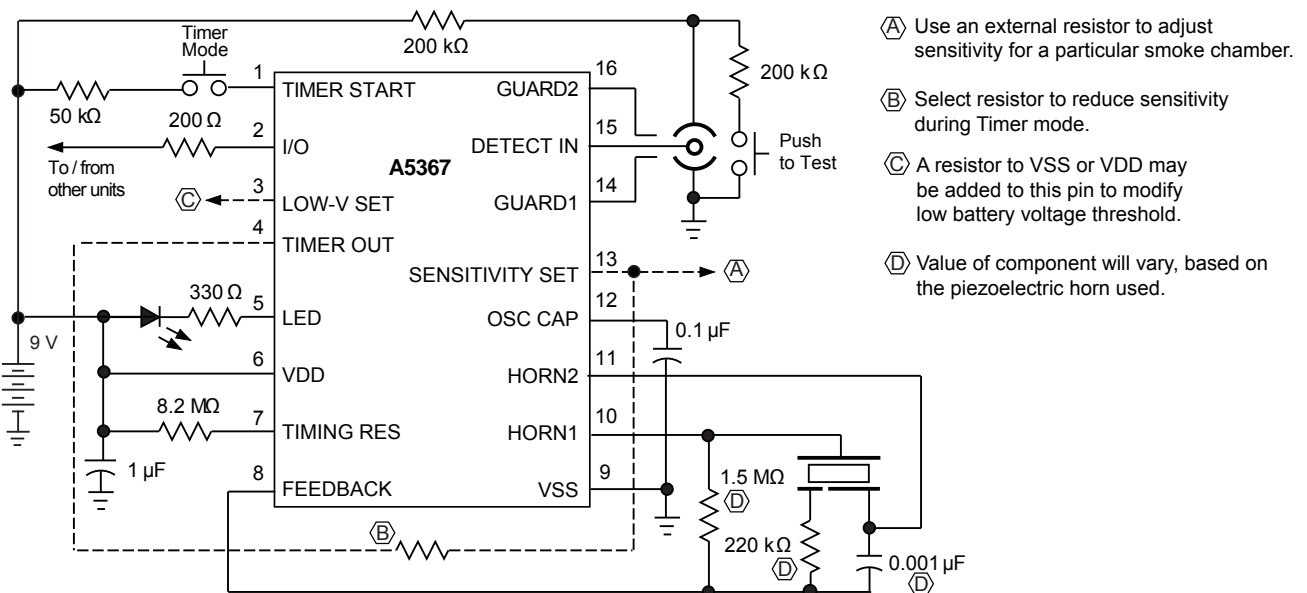 200 kΩ
Timer
Mode
50 kΩ
200 Ω
To / from
other units
1
TIMER START
2
I/O
3
LOW-V SET
C
4
TIMER OUT
330 Ω
5
LED
9 V
6
VDD
8.2 MΩ
7
TIMING RES
1 µF
8
FEEDBACK
B
A5367
16
GUARD2
15
DETECT IN
14
GUARD1
13
SENSITIVITY SET
A
12
OSC CAP
0.1 µF
11
HORN2
10
HORN1
9
VSS
200 kΩ
Push
to Test
1.5 MΩ
D
220 kΩ
D
0.001 µF
D
A Use an external resistor to adjust
sensitivity for a particular smoke chamber.
B Select resistor to reduce sensitivity
during Timer mode.
C A resistor to VSS or VDD may
be added to this pin to modify
low battery voltage threshold.
D Value of component will vary, based on
the piezoelectric horn used.